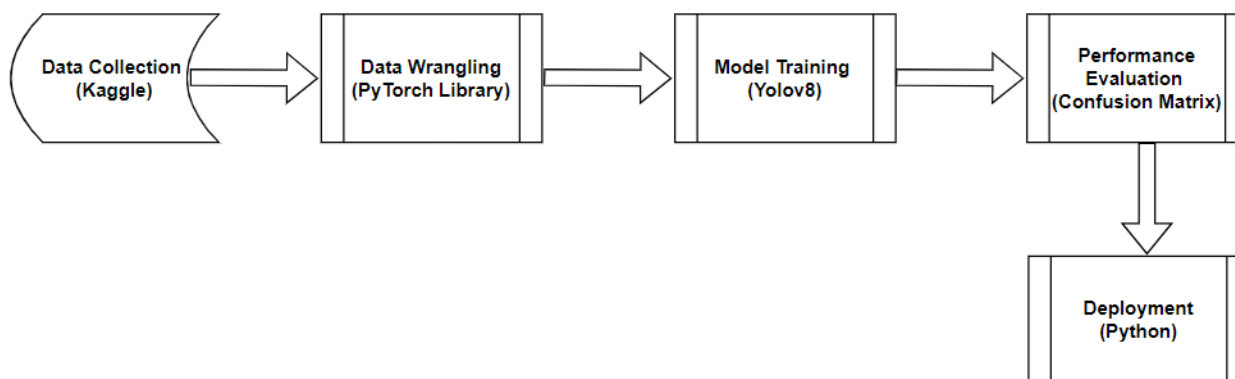 Data Collection
(Kaggle)
Data Wrangling
(PyTorch Library)
Model Training
(Yolov8)
Performance
Evaluation
(Confusion Matrix)
Deployment
(Python)